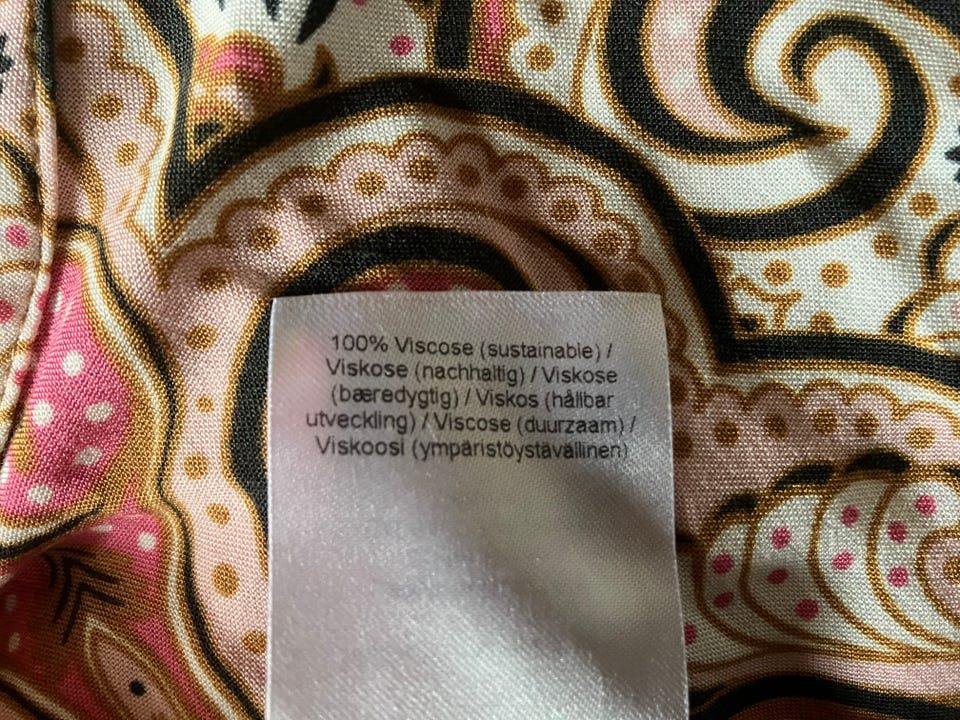 100% Viscose (sustainable) /
Viskose (nachhaltig) / Viskose
(bæredygtig) / Viskos (hållbar
utveckling) / Viscose (duurzaam) /
Viskoosi (ympäristöystävällinen)